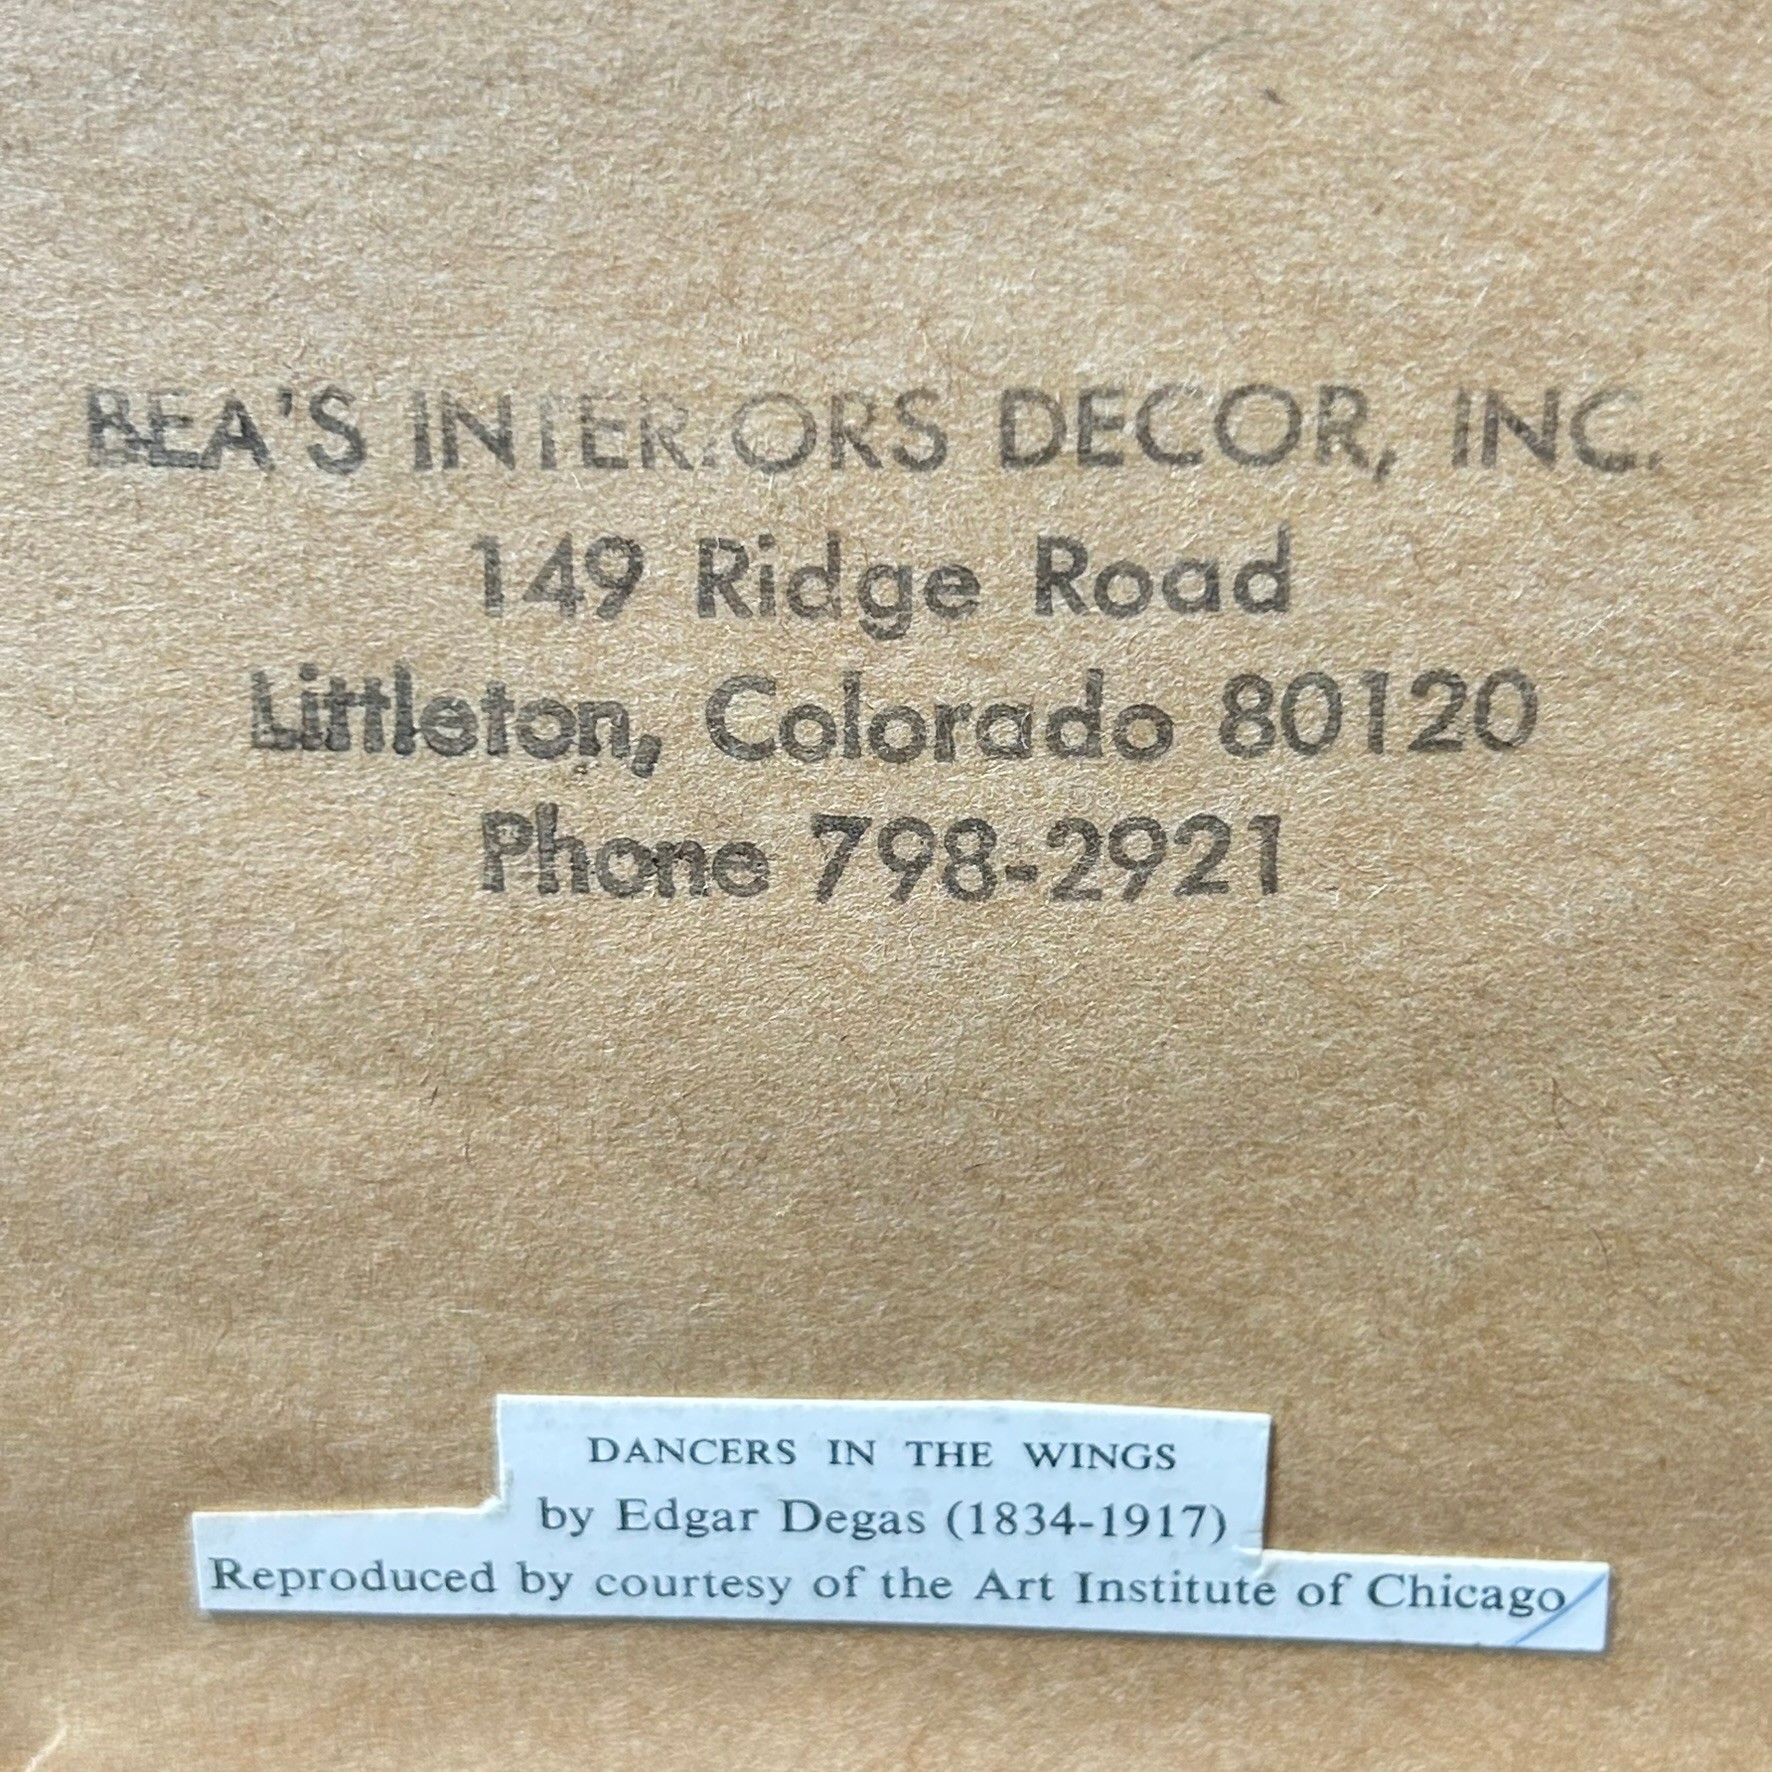 BEA'S INTERIORS DECOR, INC.
149 Ridge Road
Littleton, Colorado 80120
Phone 798-2921
DANCERS IN THE WINGS
by Edgar Degas (1834-1917)
Reproduced by courtesy of the Art Institute of Chicago